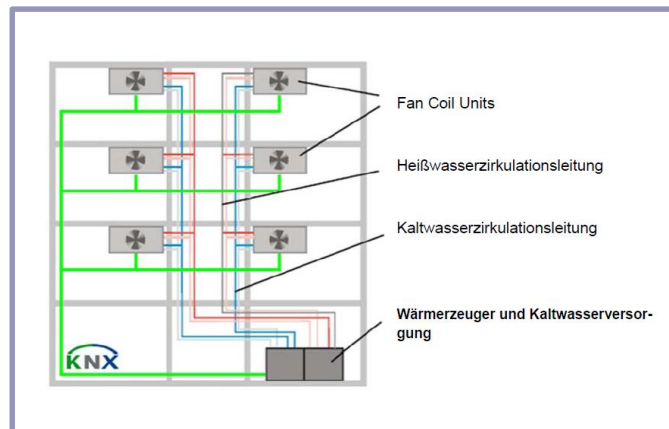 Fan Coil Units
Heißwasserzirkulationsleitung
Kaltwasserzirkulationsleitung
Wärmerzeuger und Kaltwasserversor-
gung
KNX